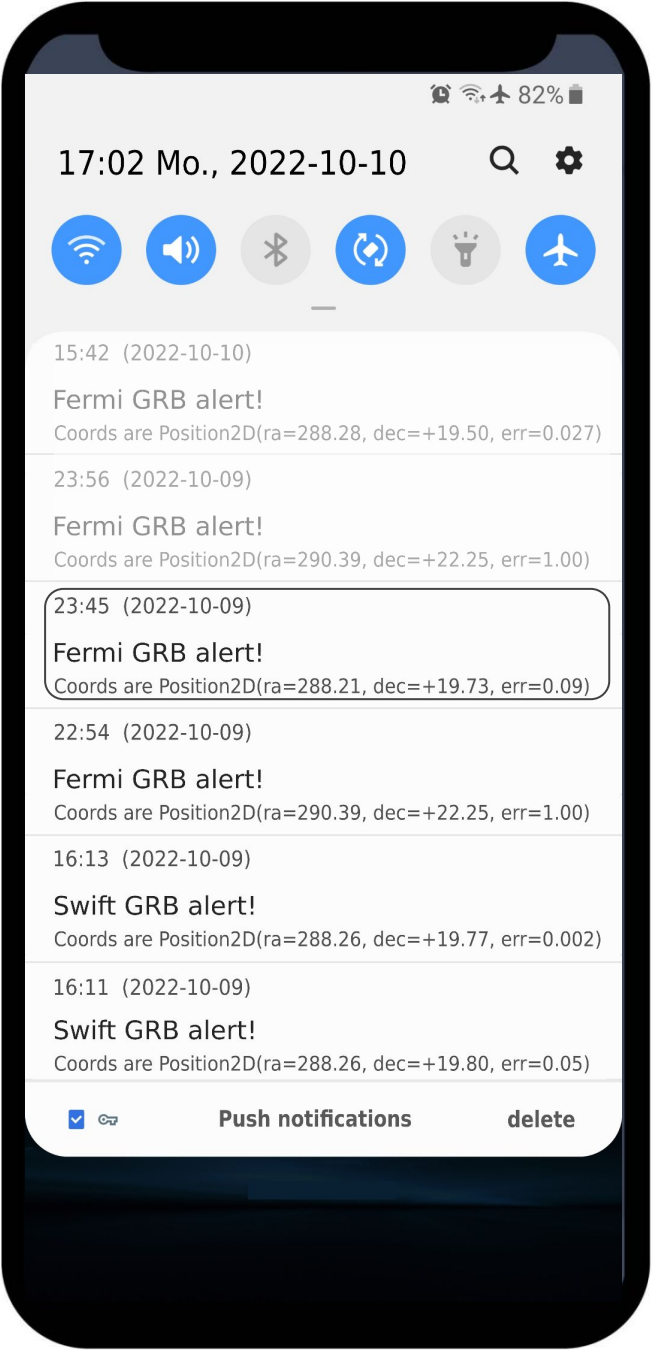 82%
17:02 Mo., 2022-10-10
15:42 (2022-10-10)
Fermi GRB alert!
Coords are Position2D(ra=288.28, dec=+19.50, err=0.027)
23:56 (2022-10-09)
Fermi GRB alert!
Coords are Position2D(ra=290.39, dec=+22.25, err=1.00)
23:45 (2022-10-09)
Fermi GRB alert!
Coords are Position2D(ra=288.21, dec=+19.73, err=0.09)
22:54 (2022-10-09)
Fermi GRB alert!
Coords are Position2D(ra=290.39, dec=+22.25, err=1.00)
16:13 (2022-10-09)
Swift GRB alert!
Coords are Position2D(ra=288.26, dec=+19.77, err=0.002)
16:11 (2022-10-09)
Swift GRB alert!
Coords are Position2D(ra=288.26, dec=+19.80, err=0.05)
Push notifications delete